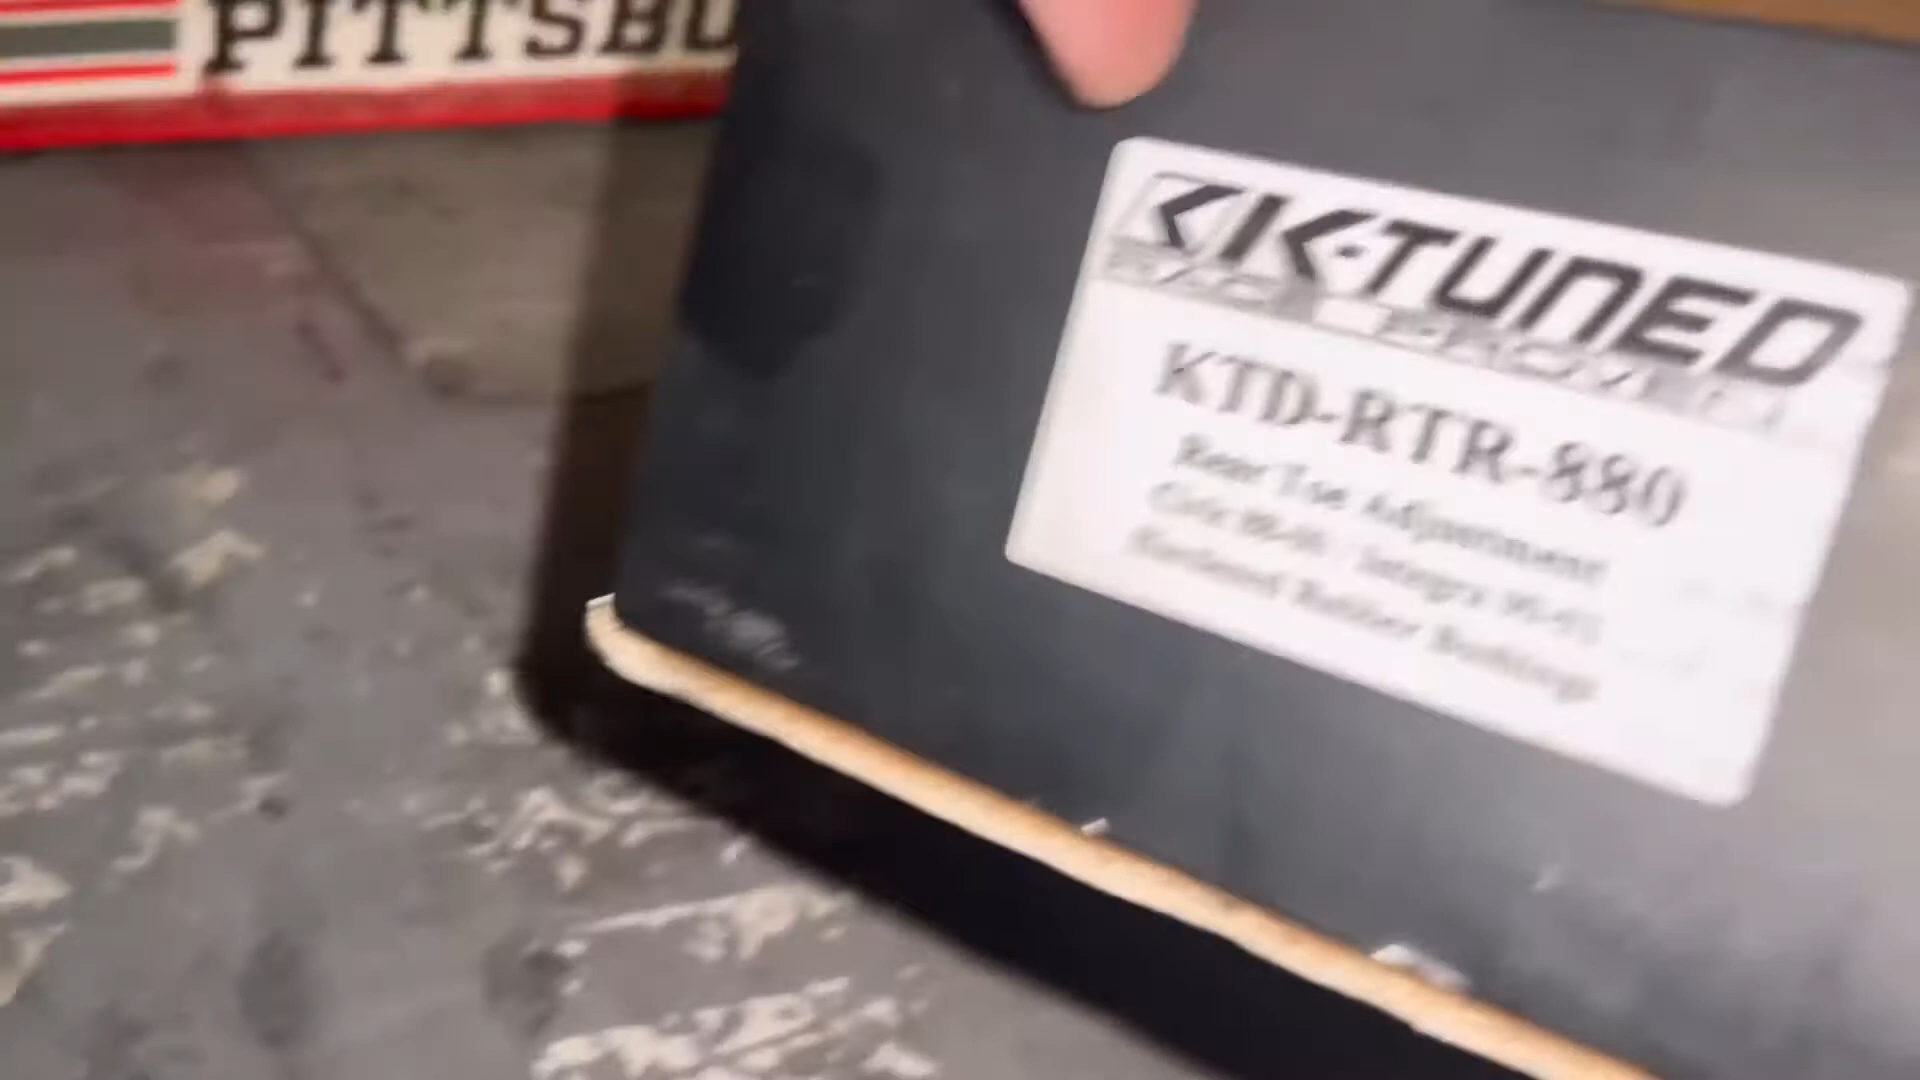 PITTSBU
K-TUNED
KTD-RTR-880
Rear Toe Adjustment
Civic 88-00 / Integra 90-01
Hardened Rubber Bushings